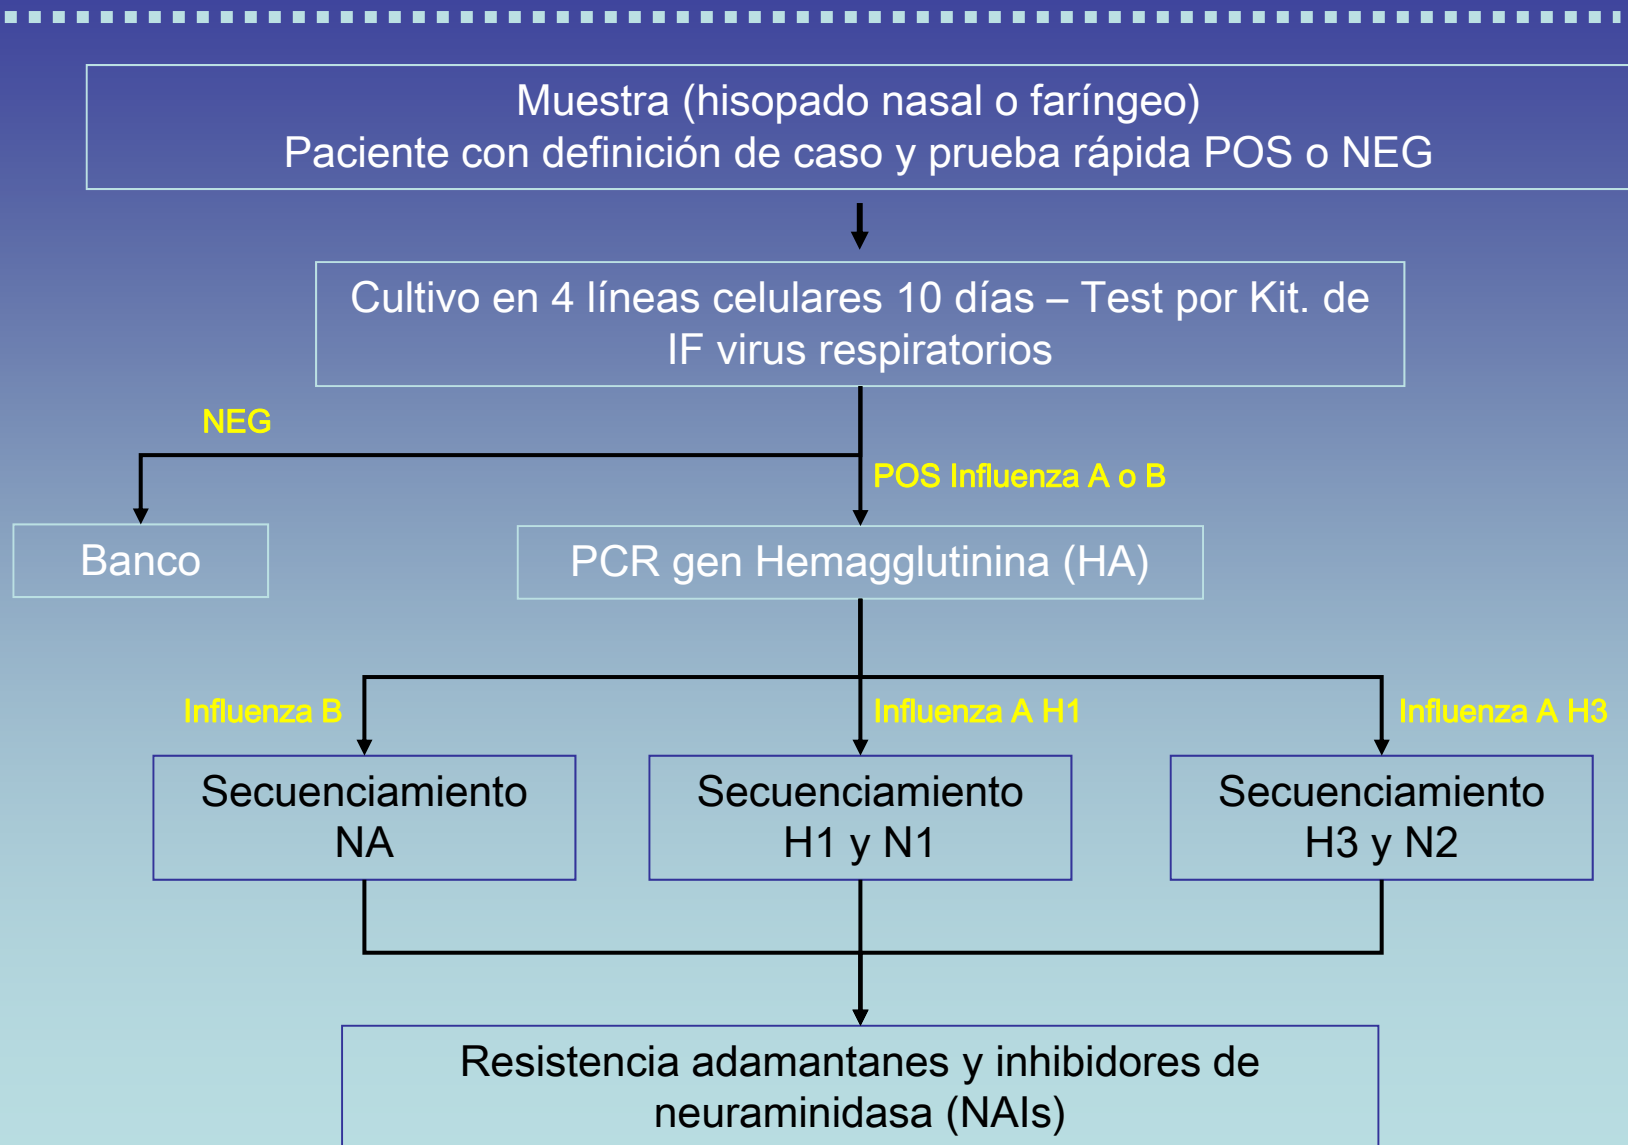 Muestra (hisopado nasal o faríngeo)
Paciente con definición de caso y prueba rápida POS o NEG
Cultivo en 4 líneas celulares 10 días – Test por Kit. de
IF virus respiratorios
NEG
POS Influenza A o B
Banco
PCR gen Hemagglutinina (HA)
Influenza B
Influenza A H1
Influenza A H3
Secuenciamiento
NA
Secuenciamiento
H1 y N1
Secuenciamiento
H3 y N2
Resistencia adamantanes y inhibidores de
neuraminidasa (NAIs)